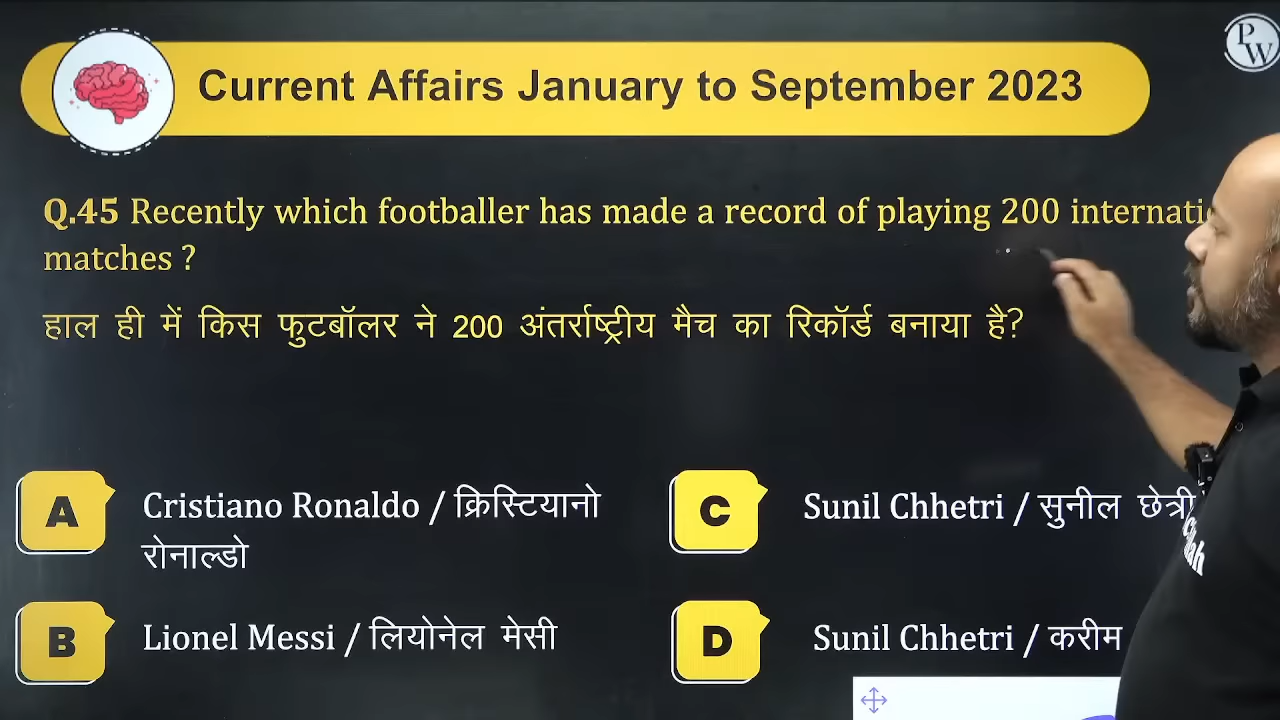 PW
Current Affairs January to September 2023
Q.45 Recently which footballer has made a record of playing 200
matches ?
हाल ही में किस फुटबॉलर ने 200 अंतर्राष्ट्रीय मैच का रिकॉर्ड बनाया है?
A
Cristiano Ronaldo / क्रिस्टियानो
रोनाल्डो
C
Sunil Chhetri / सुनील छेत्री
B
Lionel Messi / लियोनेल मेसी
D
Sunil Chhetri / करीम